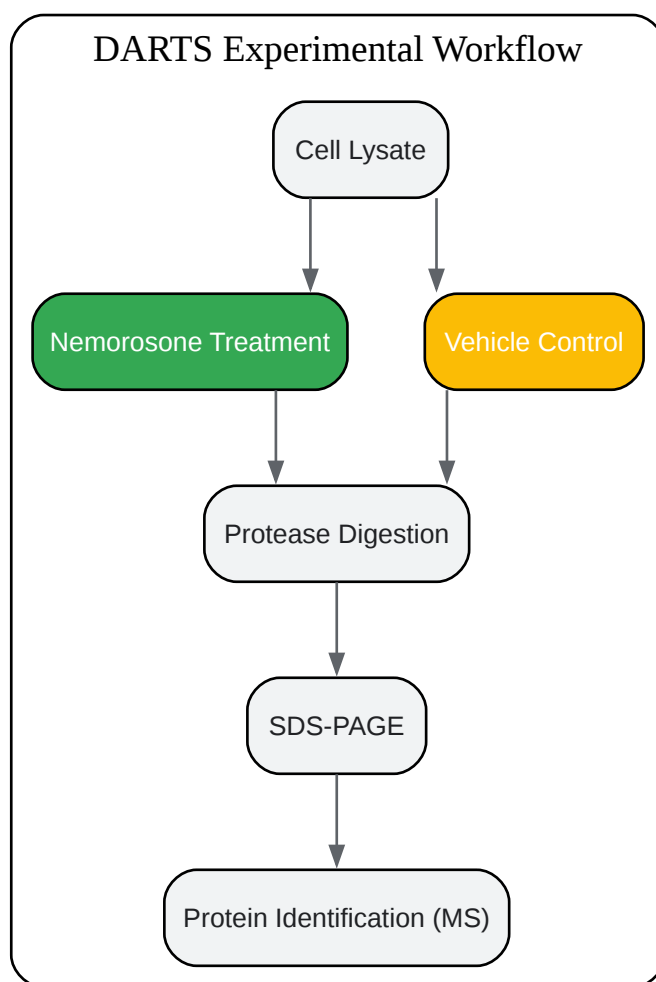 DARTS Experimental Workflow
Cell Lysate
Nemorosone Treatment
Vehicle Control
Protease Digestion
SDS-PAGE
Protein Identification (MS)